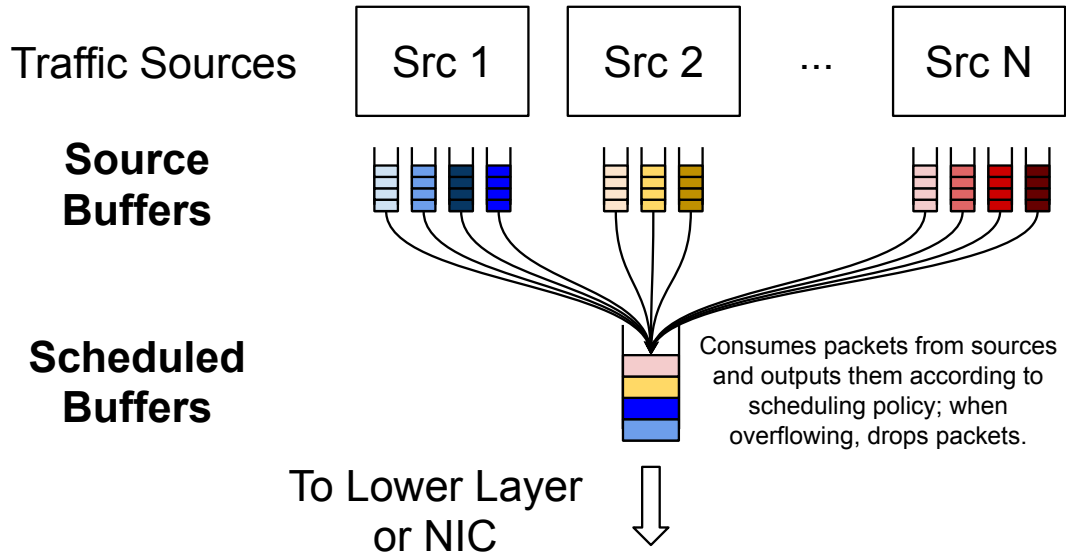 Traffic Sources
Src 1
Src 2
...
Src N
Source
Buffers
Scheduled
Buffers
Consumes packets from sources
and outputs them according to
scheduling policy; when
overflowing, drops packets.
To Lower Layer
or NIC